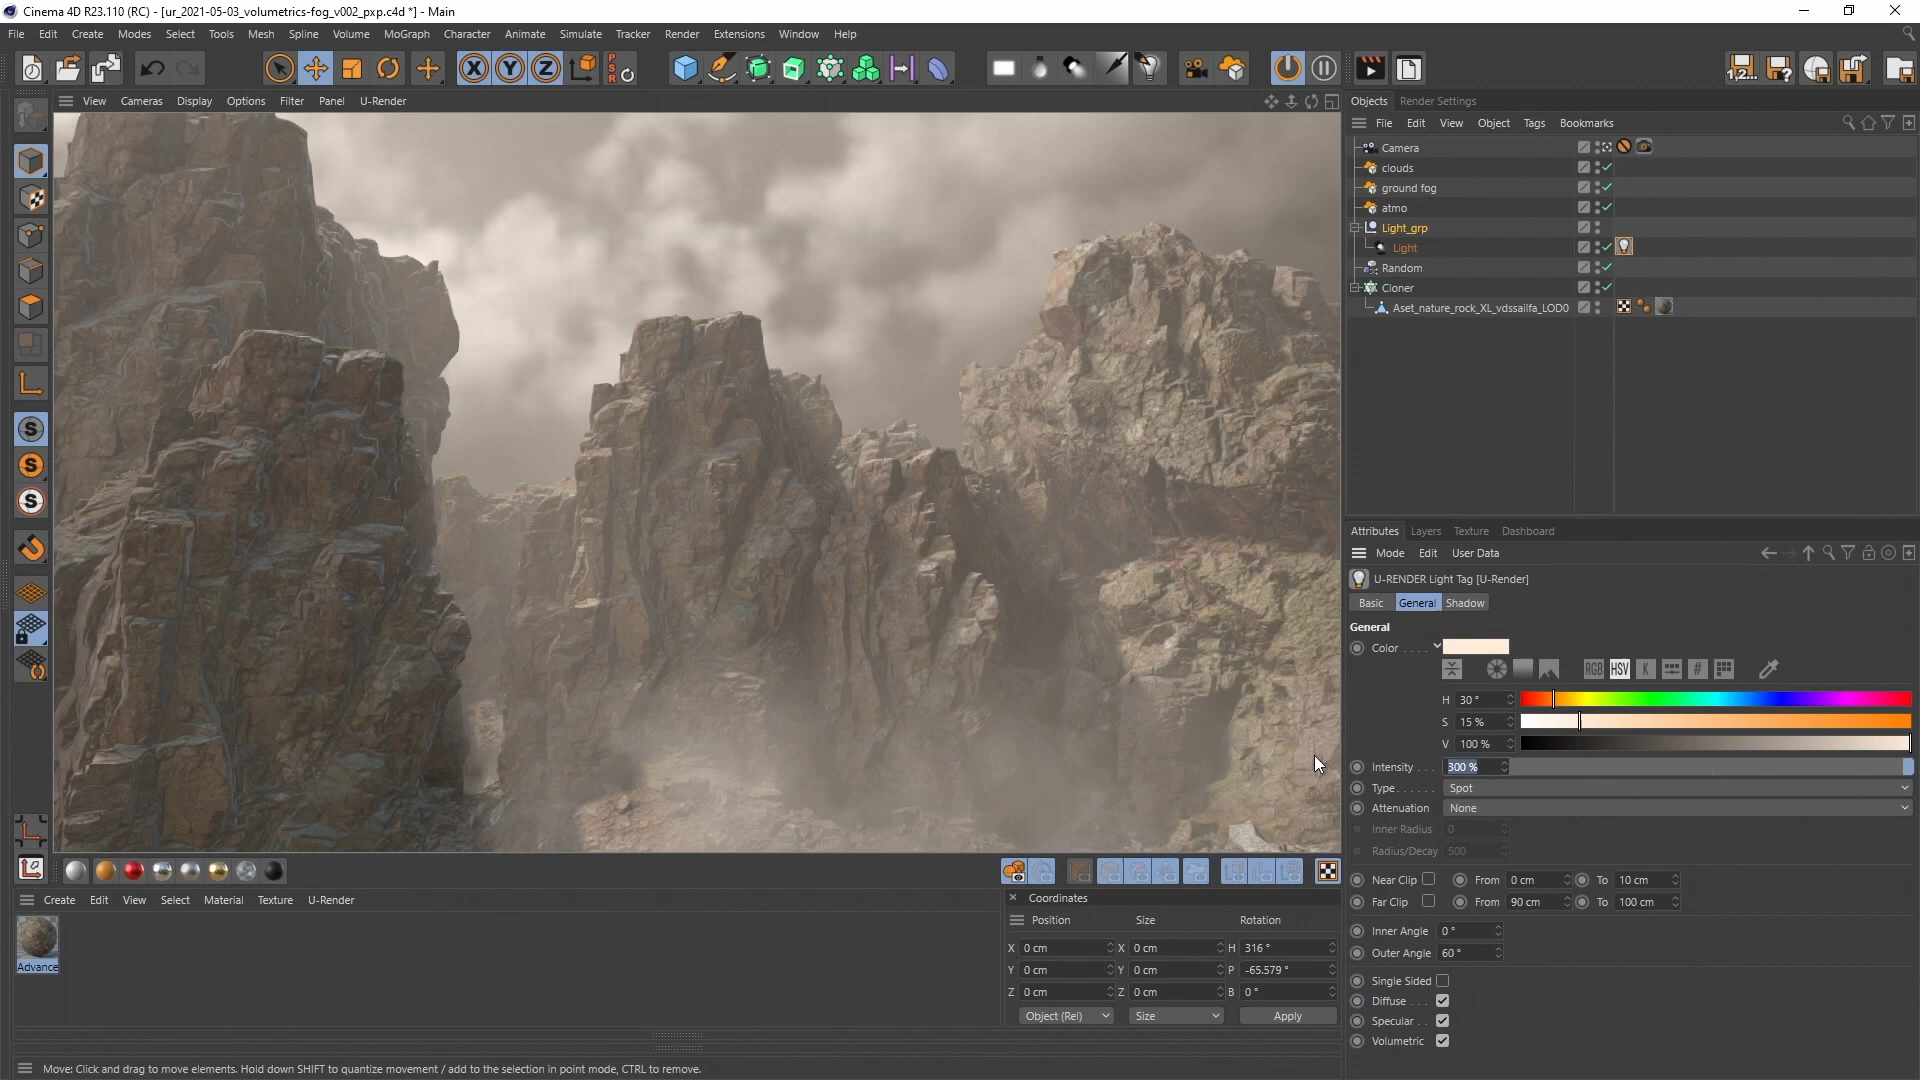 Cinema 4D R23.110 (RC) - [ur_2021-05-03_volumetrics-fog_v002_pxp.c4d *] - Main
File Edit Create Modes Select Tools Mesh Spline Volume MoGraph Character Animate Simulate Tracker Render Extensions Window Help
X Y Z PSR 1,2... ?
View Cameras Display Options Filter Panel U-Render
Objects Render Settings
File Edit View Object Tags Bookmarks
Camera
clouds
ground fog
atmo
Light_grp
Light
Random
Cloner
Aset_nature_rock_XL_vdssailfa_LOD0
S
S
S
Attributes Layers Texture Dashboard
Mode Edit User Data
U-RENDER Light Tag [U-Render]
Basic General Shadow
General
Color . . . .
RGB HSV K #
H 30 °
S 15 %
V 100 %
Intensity . . . 300 %
Type. . . . . . Spot
Attenuation None
Inner Radius 0
Radius/Decay 500
Near Clip From 0 cm To 10 cm
Far Clip From 90 cm To 100 cm
Inner Angle 0 °
Outer Angle 60 °
Single Sided
Diffuse . . .
Specular . .
Volumetric
Create Edit View Select Material Texture U-Render
Advance
Coordinates
Position Size Rotation
X 0 cm X 0 cm H 316 °
Y 0 cm Y 0 cm P -65.579 °
Z 0 cm Z 0 cm B 0 °
Object (Rel) Size Apply
Move: Click and drag to move elements. Hold down SHIFT to quantize movement / add to the selection in point mode, CTRL to remove.